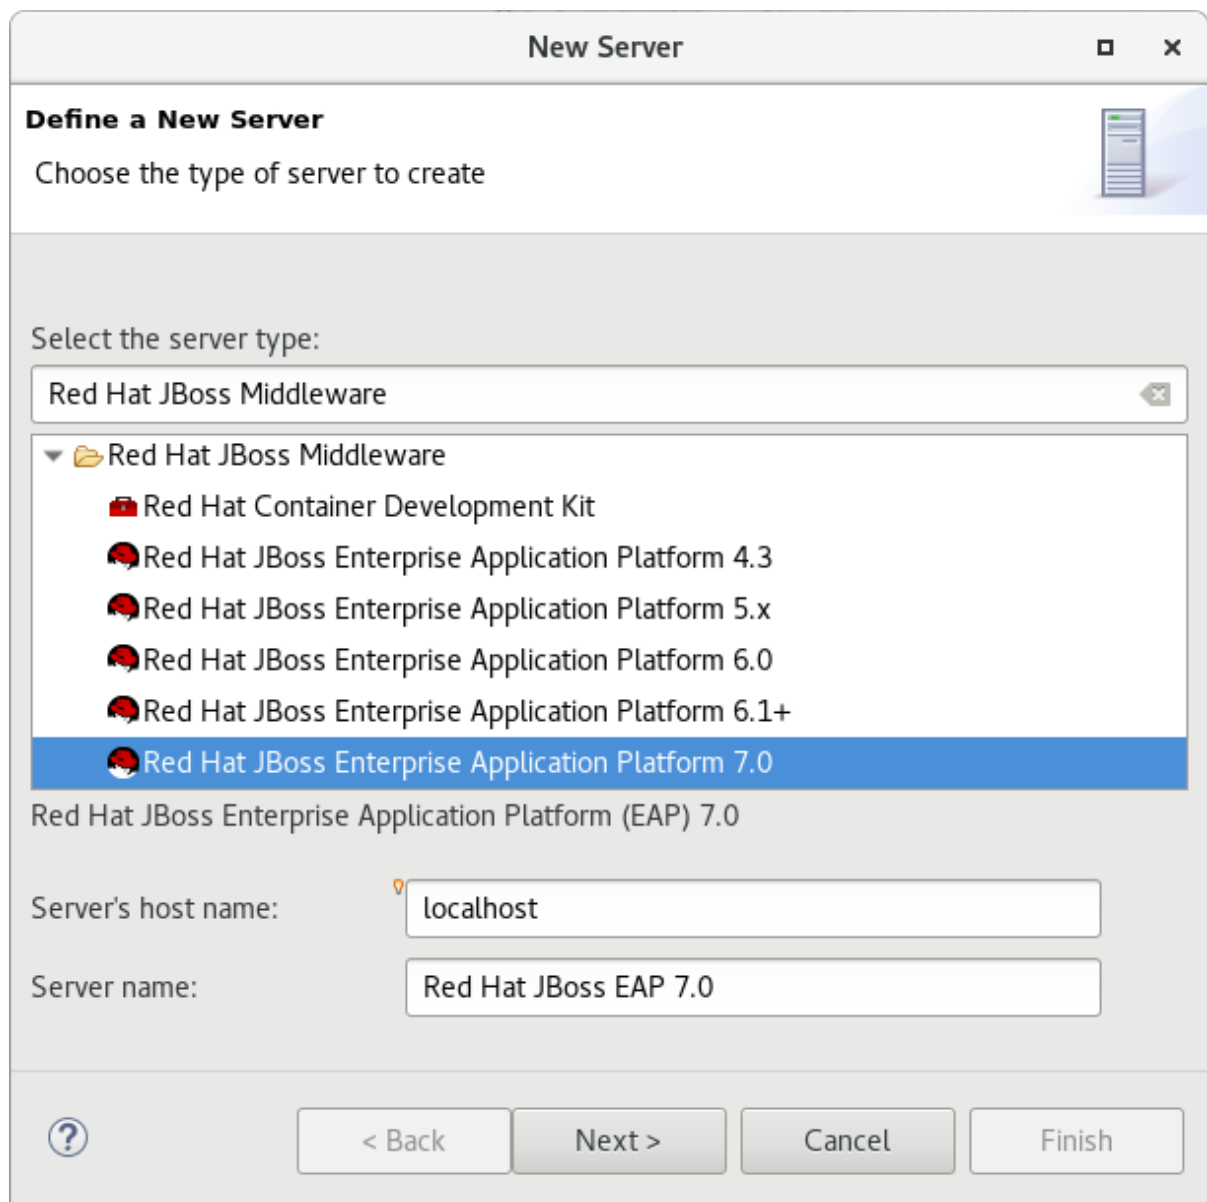 New Server
Define a New Server
Choose the type of server to create
Select the server type:
Red Hat JBoss Middleware
Red Hat JBoss Middleware
Red Hat Container Development Kit
Red Hat JBoss Enterprise Application Platform 4.3
Red Hat JBoss Enterprise Application Platform 5.x
Red Hat JBoss Enterprise Application Platform 6.0
Red Hat JBoss Enterprise Application Platform 6.1+
Red Hat JBoss Enterprise Application Platform 7.0
Red Hat JBoss Enterprise Application Platform (EAP) 7.0
Server's host name: localhost
Server name: Red Hat JBoss EAP 7.0
? < Back Next > Cancel Finish